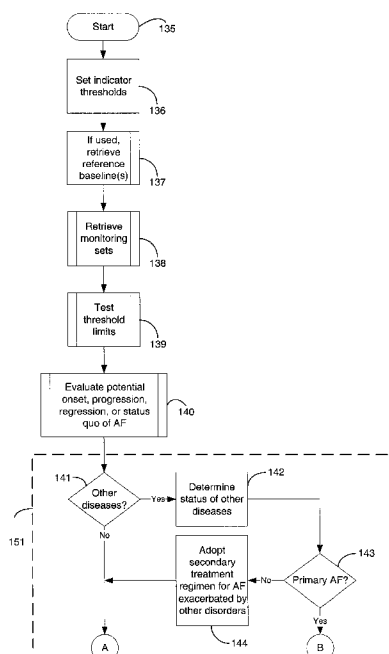 Start
135
Set indicator
thresholds
136
If used,
retrieve
reference
baseline(s)
137
Retrieve
monitoring
sets
138
Test
threshold
limits
139
Evaluate potential
onset, progression,
regression, or status
quo of AF
140
141
Other
diseases?
Yes
No
Determine
status of other
diseases
142
151
143
Primary AF?
No
Yes
Adopt
secondary
treatment
regimen for AF
exacerbated by
other disorders
144
A
B